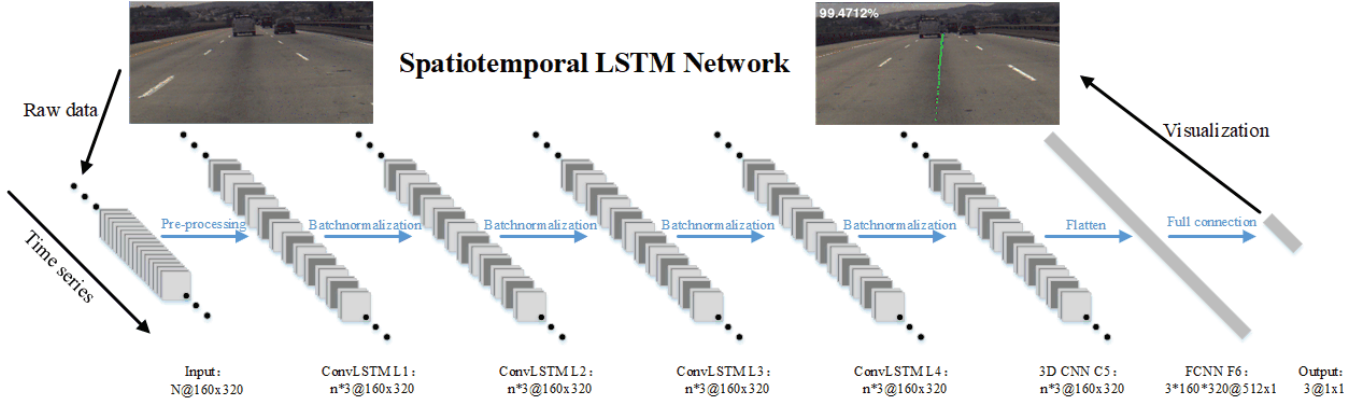 99.4712%
Spatiotemporal LSTM Network
Raw data
Visualization
Time series
Pre-processing
Batchnormalization
Batchnormalization
Batchnormalization
Batchnormalization
Flatten
Full connection
Input:
N@160x320
ConvLSTM L1:
n*3@160x320
ConvLSTM L2:
n*3@160x320
ConvLSTM L3:
n*3@160x320
ConvLSTM L4:
n*3@160x320
3D CNN C5:
n*3@160x320
FCNN F6:
3*160*320@512x1
Output:
3@1x1